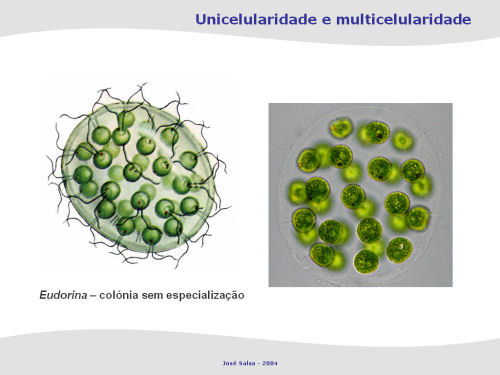 Unicelularidade e multicelularidade
Eudorina – colónia sem especialização
José Salsa - 2004